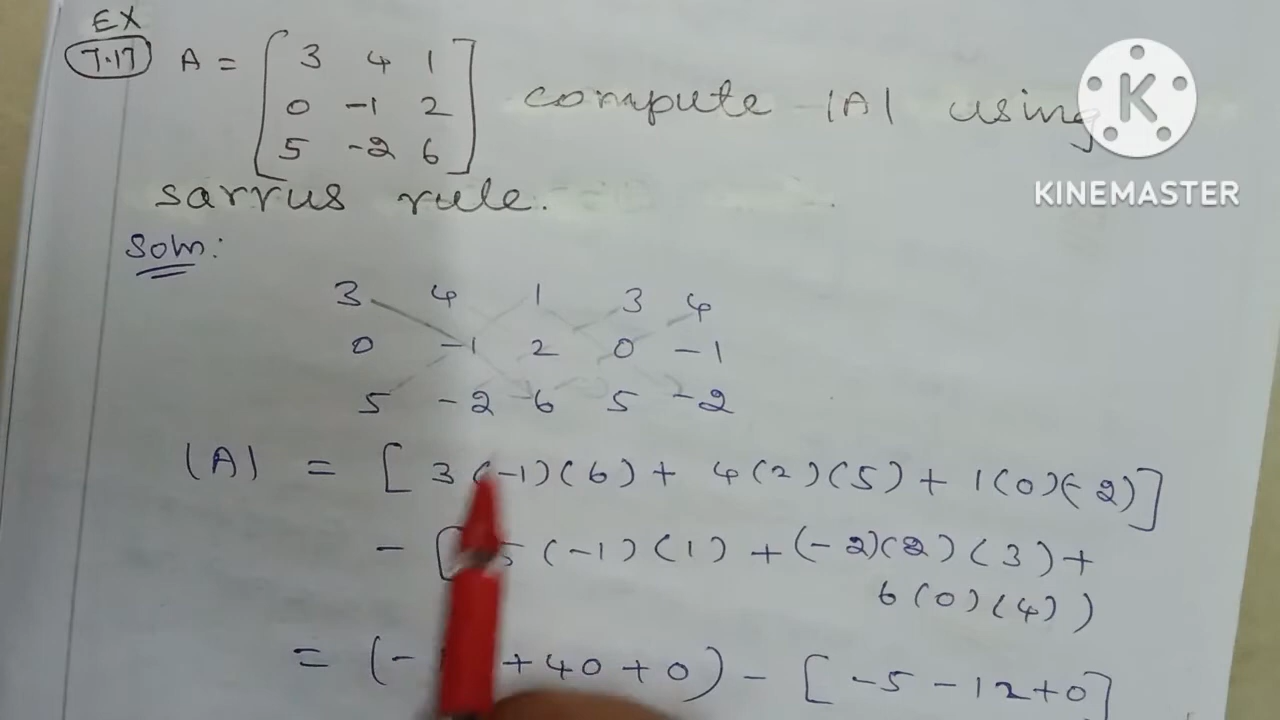 EX
7.17 A = [ 3 4 1
0 -1 2
5 -2 6 ] compute |A| using
sarrus rule.
Soln:
3 4 1 3 4
0 -1 2 0 -1
5 -2 6 5 -2
|A| = [ 3(-1)(6) + 4(2)(5) + 1(0)(-2) ]
- [ 5(-1)(1) + (-2)(2)(3) +
6(0)(4) )
= (- + 40 + 0) - [ -5 - 12 + 0 ]
K
KINEMASTER